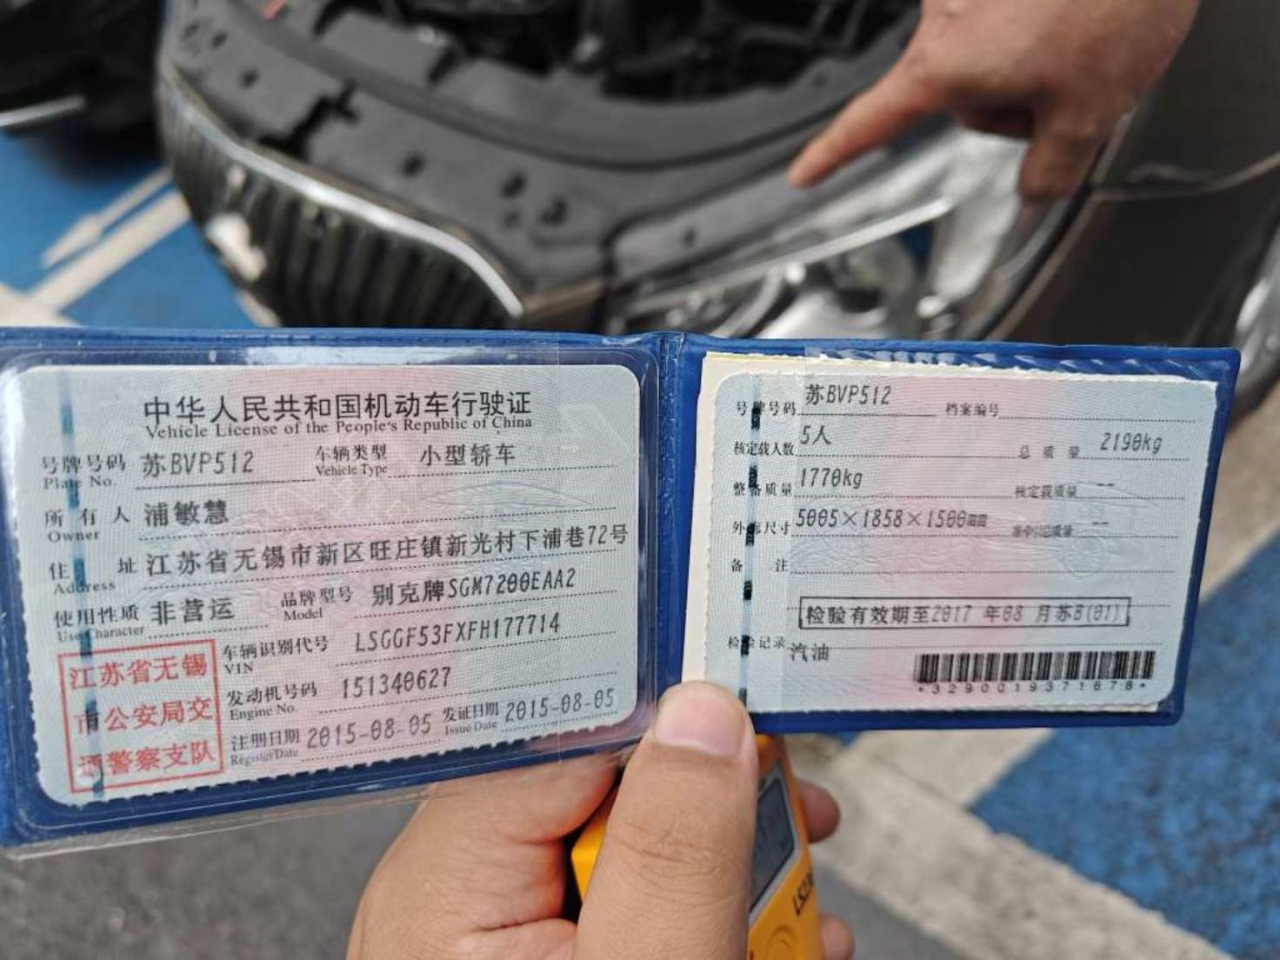 中华人民共和国机动车行驶证
Vehicle License of the People's Republic of China
号牌号码 苏BVP512 车辆类型 小型轿车
Plate No. Vehicle Type
所有人 浦敏慧
Owner
住址 江苏省无锡市新区旺庄镇新光村下浦巷72号
Address
使用性质 非营运 品牌型号 别克牌SGM7200EAA2
Use Character Model
车辆识别代号 LSGGF53FXFH177714
VIN
发动机号码 151340627
Engine No.
注册日期 2015-08-05 发证日期 2015-08-05
Register Date Issue Date
江苏省无锡
市公安局交
通警察支队
号牌号码 苏BVP512 档案编号
核定载人数 5人 总质量 2190kg
整备质量 1770kg 核定载质量 --
外廓尺寸 5005×1858×1500mm 准牵引总质量 --
备注
检验有效期至2017年08月苏B(01)
检验记录 汽油
*3290019371678*